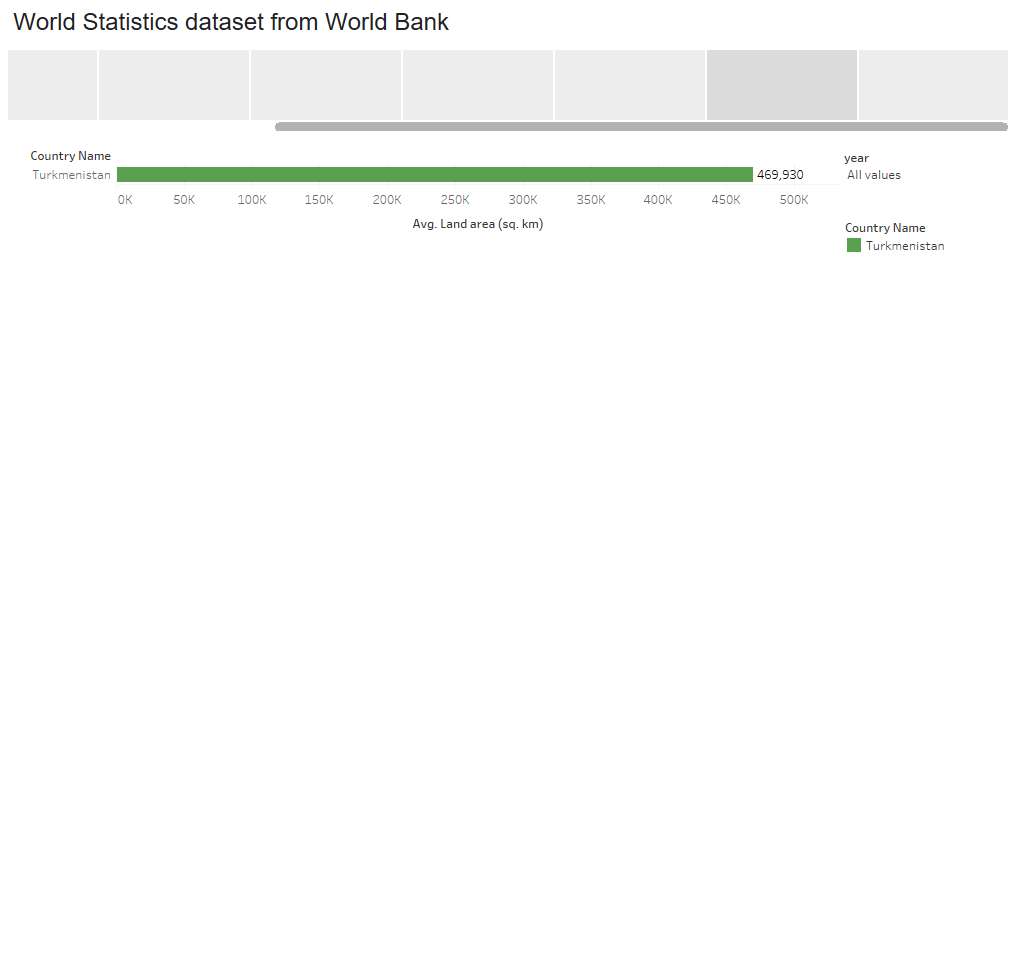 World Statistics dataset from World Bank
Country Name
Turkmenistan
469,930
0K 50K 100K 150K 200K 250K 300K 350K 400K 450K 500K
Avg. Land area (sq. km)
year
All values
Country Name
Turkmenistan